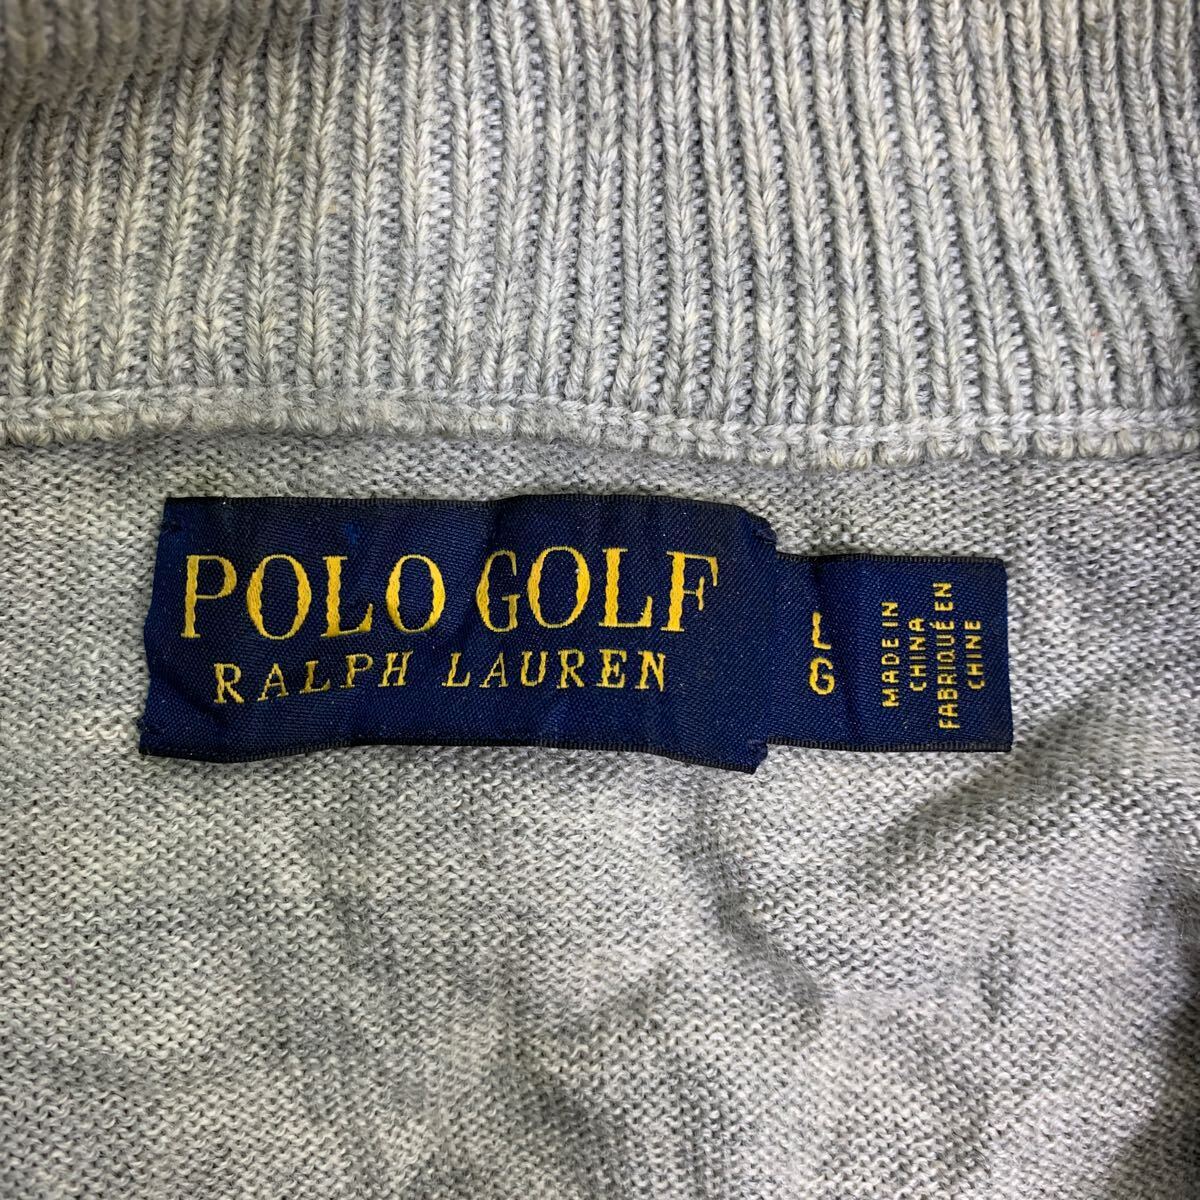 POLO GOLF
RALPH LAUREN
L
G
MADE IN
CHINA
FABRIQUÉ EN
CHINE